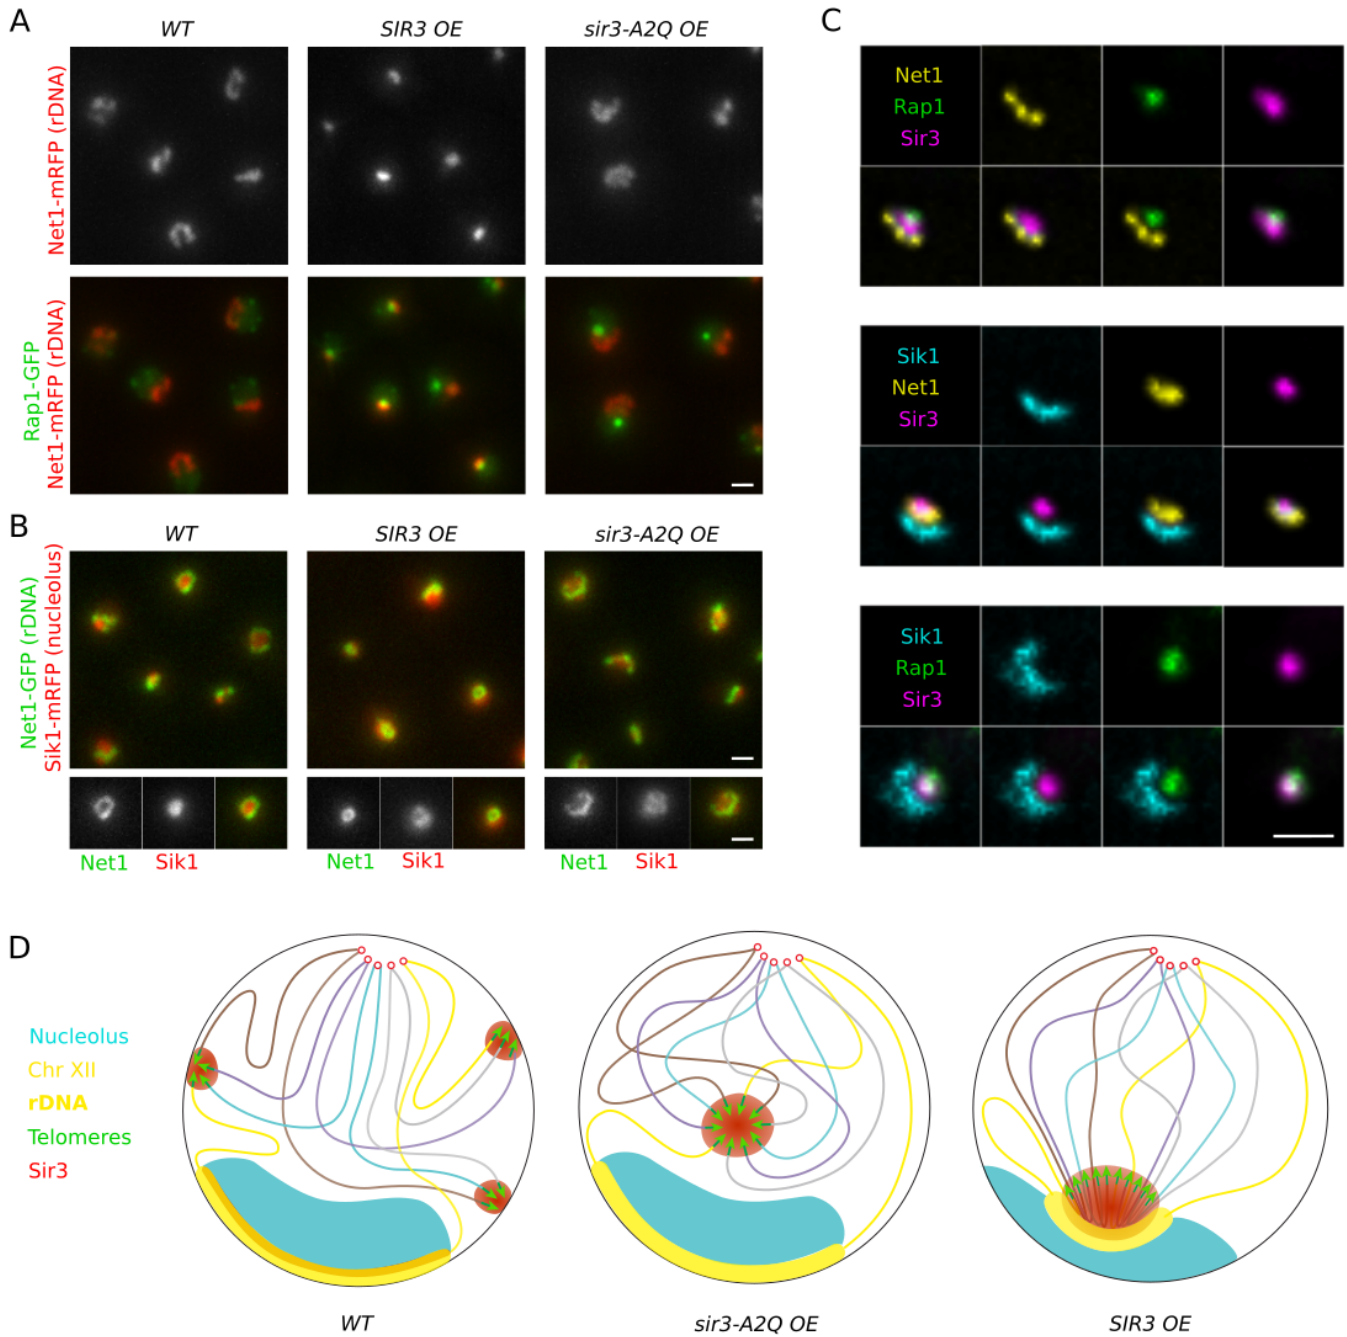 A
WT
SIR3 OE
sir3-A2Q OE
Net1-mRFP (rDNA)
Rap1-GFP
Net1-mRFP (rDNA)
B
WT
SIR3 OE
sir3-A2Q OE
Net1-GFP (rDNA)
Sik1-mRFP (nucleolus)
Net1 Sik1
Net1 Sik1
Net1 Sik1
C
Net1
Rap1
Sir3
Sik1
Net1
Sir3
Sik1
Rap1
Sir3
D
Nucleolus
Chr XII
rDNA
Telomeres
Sir3
WT
sir3-A2Q OE
SIR3 OE